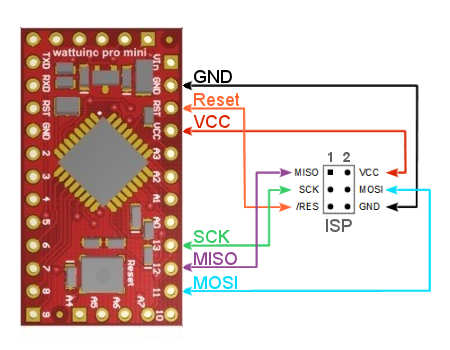 wattuino pro mini
TXD
RXD
RST
GND
2
3
4
5
6
7
8
9
VIn
GND
RST
VCC
A3
A2
A1
A0
13
12
11
10
Reset
A4
A5
A6
A7
GND
Reset
VCC
SCK
MISO
MOSI
1 2
MISO VCC
SCK MOSI
/RES GND
ISP